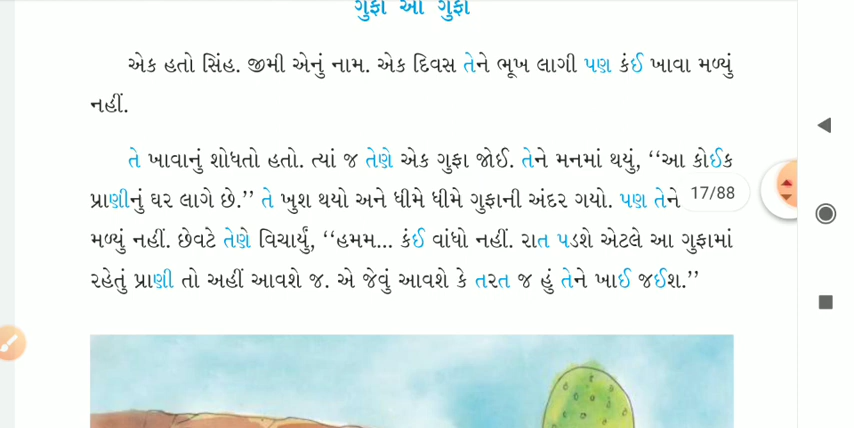 ગુફા ઓ ગુફા
એક હતો સિંહ. જીમી એનું નામ. એક દિવસ તેને ભૂખ લાગી પણ કંઈ ખાવા મળ્યું
નહીં.
તે ખાવાનું શોધતો હતો. ત્યાં જ તેણે એક ગુફા જોઈ. તેને મનમાં થયું, ‘‘આ કોઈક
પ્રાણીનું ઘર લાગે છે.’’ તે ખુશ થયો અને ધીમે ધીમે ગુફાની અંદર ગયો. પણ તેને
17/88
મળ્યું નહીં. છેવટે તેણે વિચાર્યું, ‘‘હમમ... કંઈ વાંધો નહીં. રાત પડશે એટલે આ ગુફામાં
રહેતું પ્રાણી તો અહીં આવશે જ. એ જેવું આવશે કે તરત જ હું તેને ખાઈ જઈશ.’’